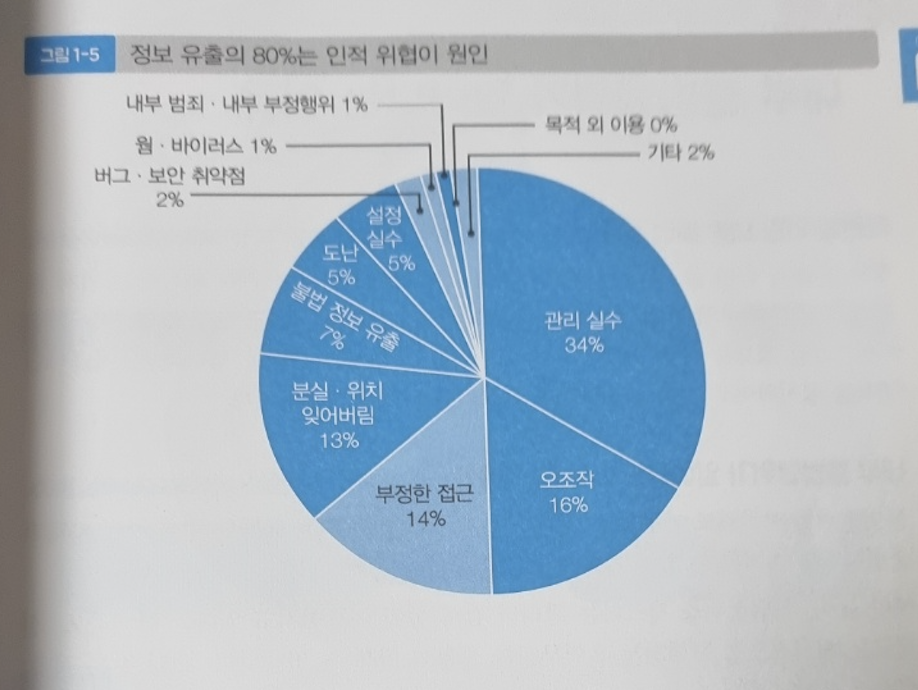 그림 1-5 정보 유출의 80%는 인적 위협이 원인
내부 범죄 · 내부 부정행위 1%
목적 외 이용 0%
웜 · 바이러스 1%
기타 2%
버그 · 보안 취약점
2%
설정
실수
5%
도난
5%
불법 정보 유출
7%
관리 실수
34%
분실 · 위치
잊어버림
13%
오조작
16%
부정한 접근
14%